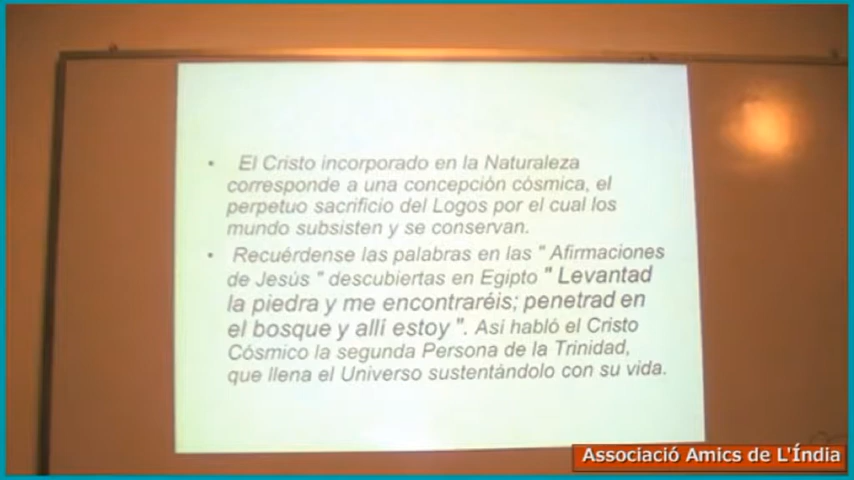 • El Cristo incorporado en la Naturaleza
corresponde a una concepción cósmica, el
perpetuo sacrificio del Logos por el cual los
mundo subsisten y se conservan.
• Recuérdense las palabras en las " Afirmaciones
de Jesús " descubiertas en Egipto " Levantad
la piedra y me encontraréis; penetrad en
el bosque y allí estoy ". Así habló el Cristo
Cósmico la segunda Persona de la Trinidad,
que llena el Universo sustentándolo con su vida.
Associació Amics de L'Índia